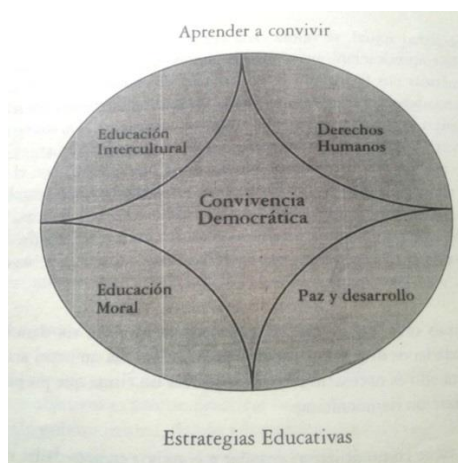 Aprender a convivir
Educación
Intercultural
Derechos
Humanos
Convivencia
Democrática
Educación
Moral
Paz y desarrollo
Estrategias Educativas